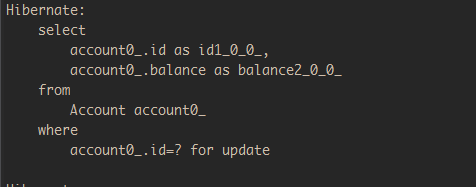 Hibernate:
    select
        account0_.id as id1_0_0_,
        account0_.balance as balance2_0_0_
    from
        Account account0_
    where
        account0_.id=? for update